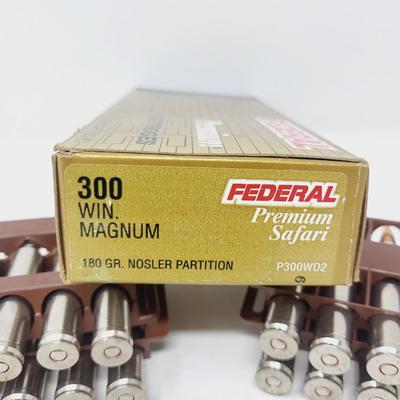 300
WIN.
MAGNUM
180 GR. NOSLER PARTITION
FEDERAL
Premium
Safari
P300WD2